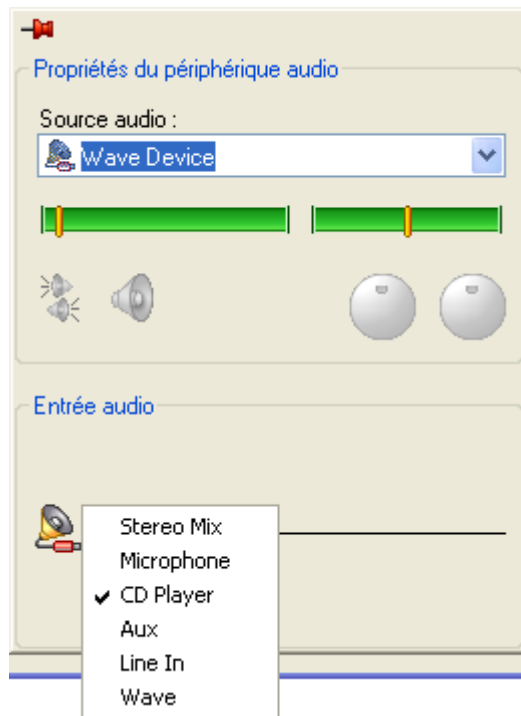 Propriétés du périphérique audio
Source audio :
Wave Device
Entrée audio
Stereo Mix
Microphone
CD Player
Aux
Line In
Wave